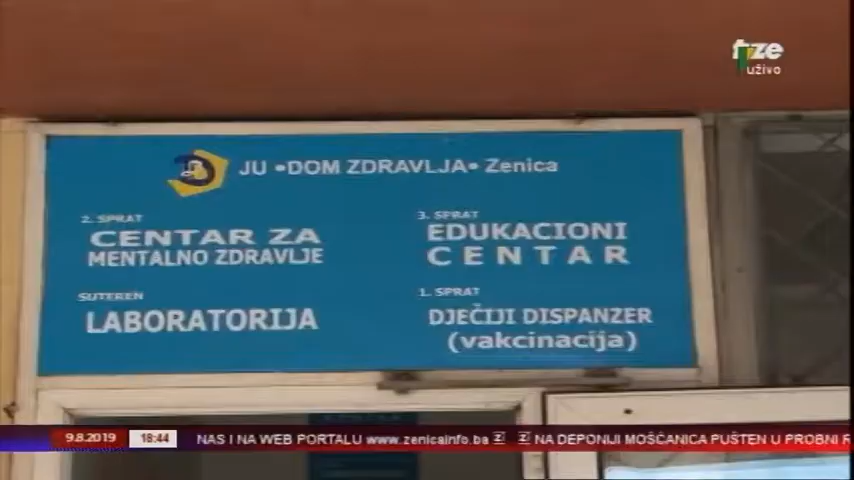 tze
uživo
JU •DOM ZDRAVLJA• Zenica
2. SPRAT
CENTAR ZA
MENTALNO ZDRAVLJE
SUTEREN
LABORATORIJA
3. SPRAT
EDUKACIONI
CENTAR
1. SPRAT
DJEČIJI DISPANZER
(vakcinacija)
9.8.2019 18:44 NAS I NA WEB PORTALU www.zenicainfo.ba NA DEPONIJI MOŠĆANICA PUŠTEN U PROBNI R